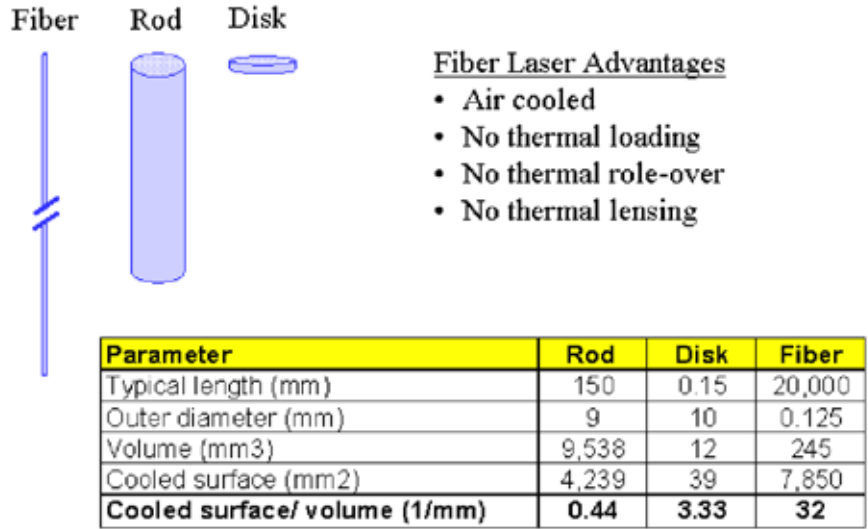 Fiber Rod Disk
Fiber Laser Advantages
• Air cooled
• No thermal loading
• No thermal role-over
• No thermal lensing
Parameter Rod Disk Fiber
Typical length (mm) 150 0.15 20,000
Outer diameter (mm) 9 10 0.125
Volume (mm3) 9,538 12 245
Cooled surface (mm2) 4,239 39 7,850
Cooled surface/ volume (1/mm) 0.44 3.33 32